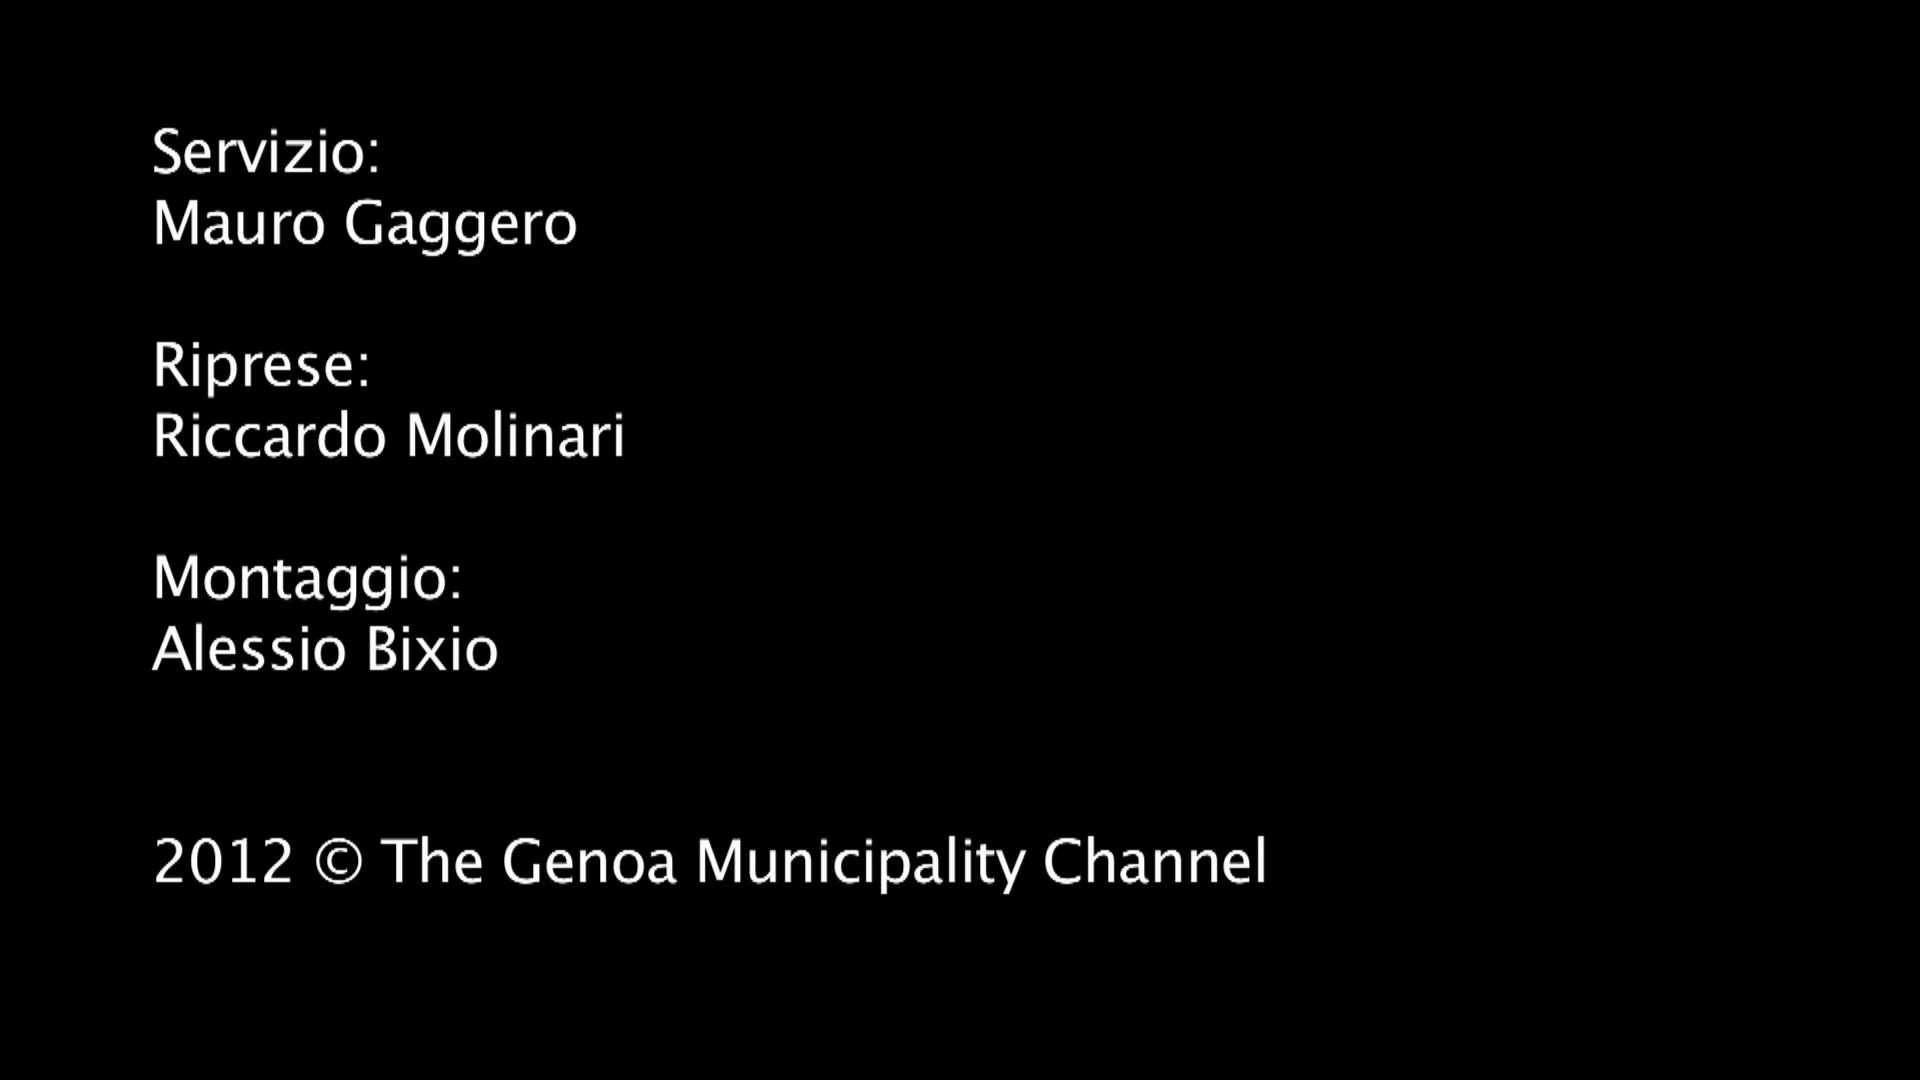 Servizio:
Mauro Gaggero
Riprese:
Riccardo Molinari
Montaggio:
Alessio Bixio
2012 © The Genoa Municipality Channel